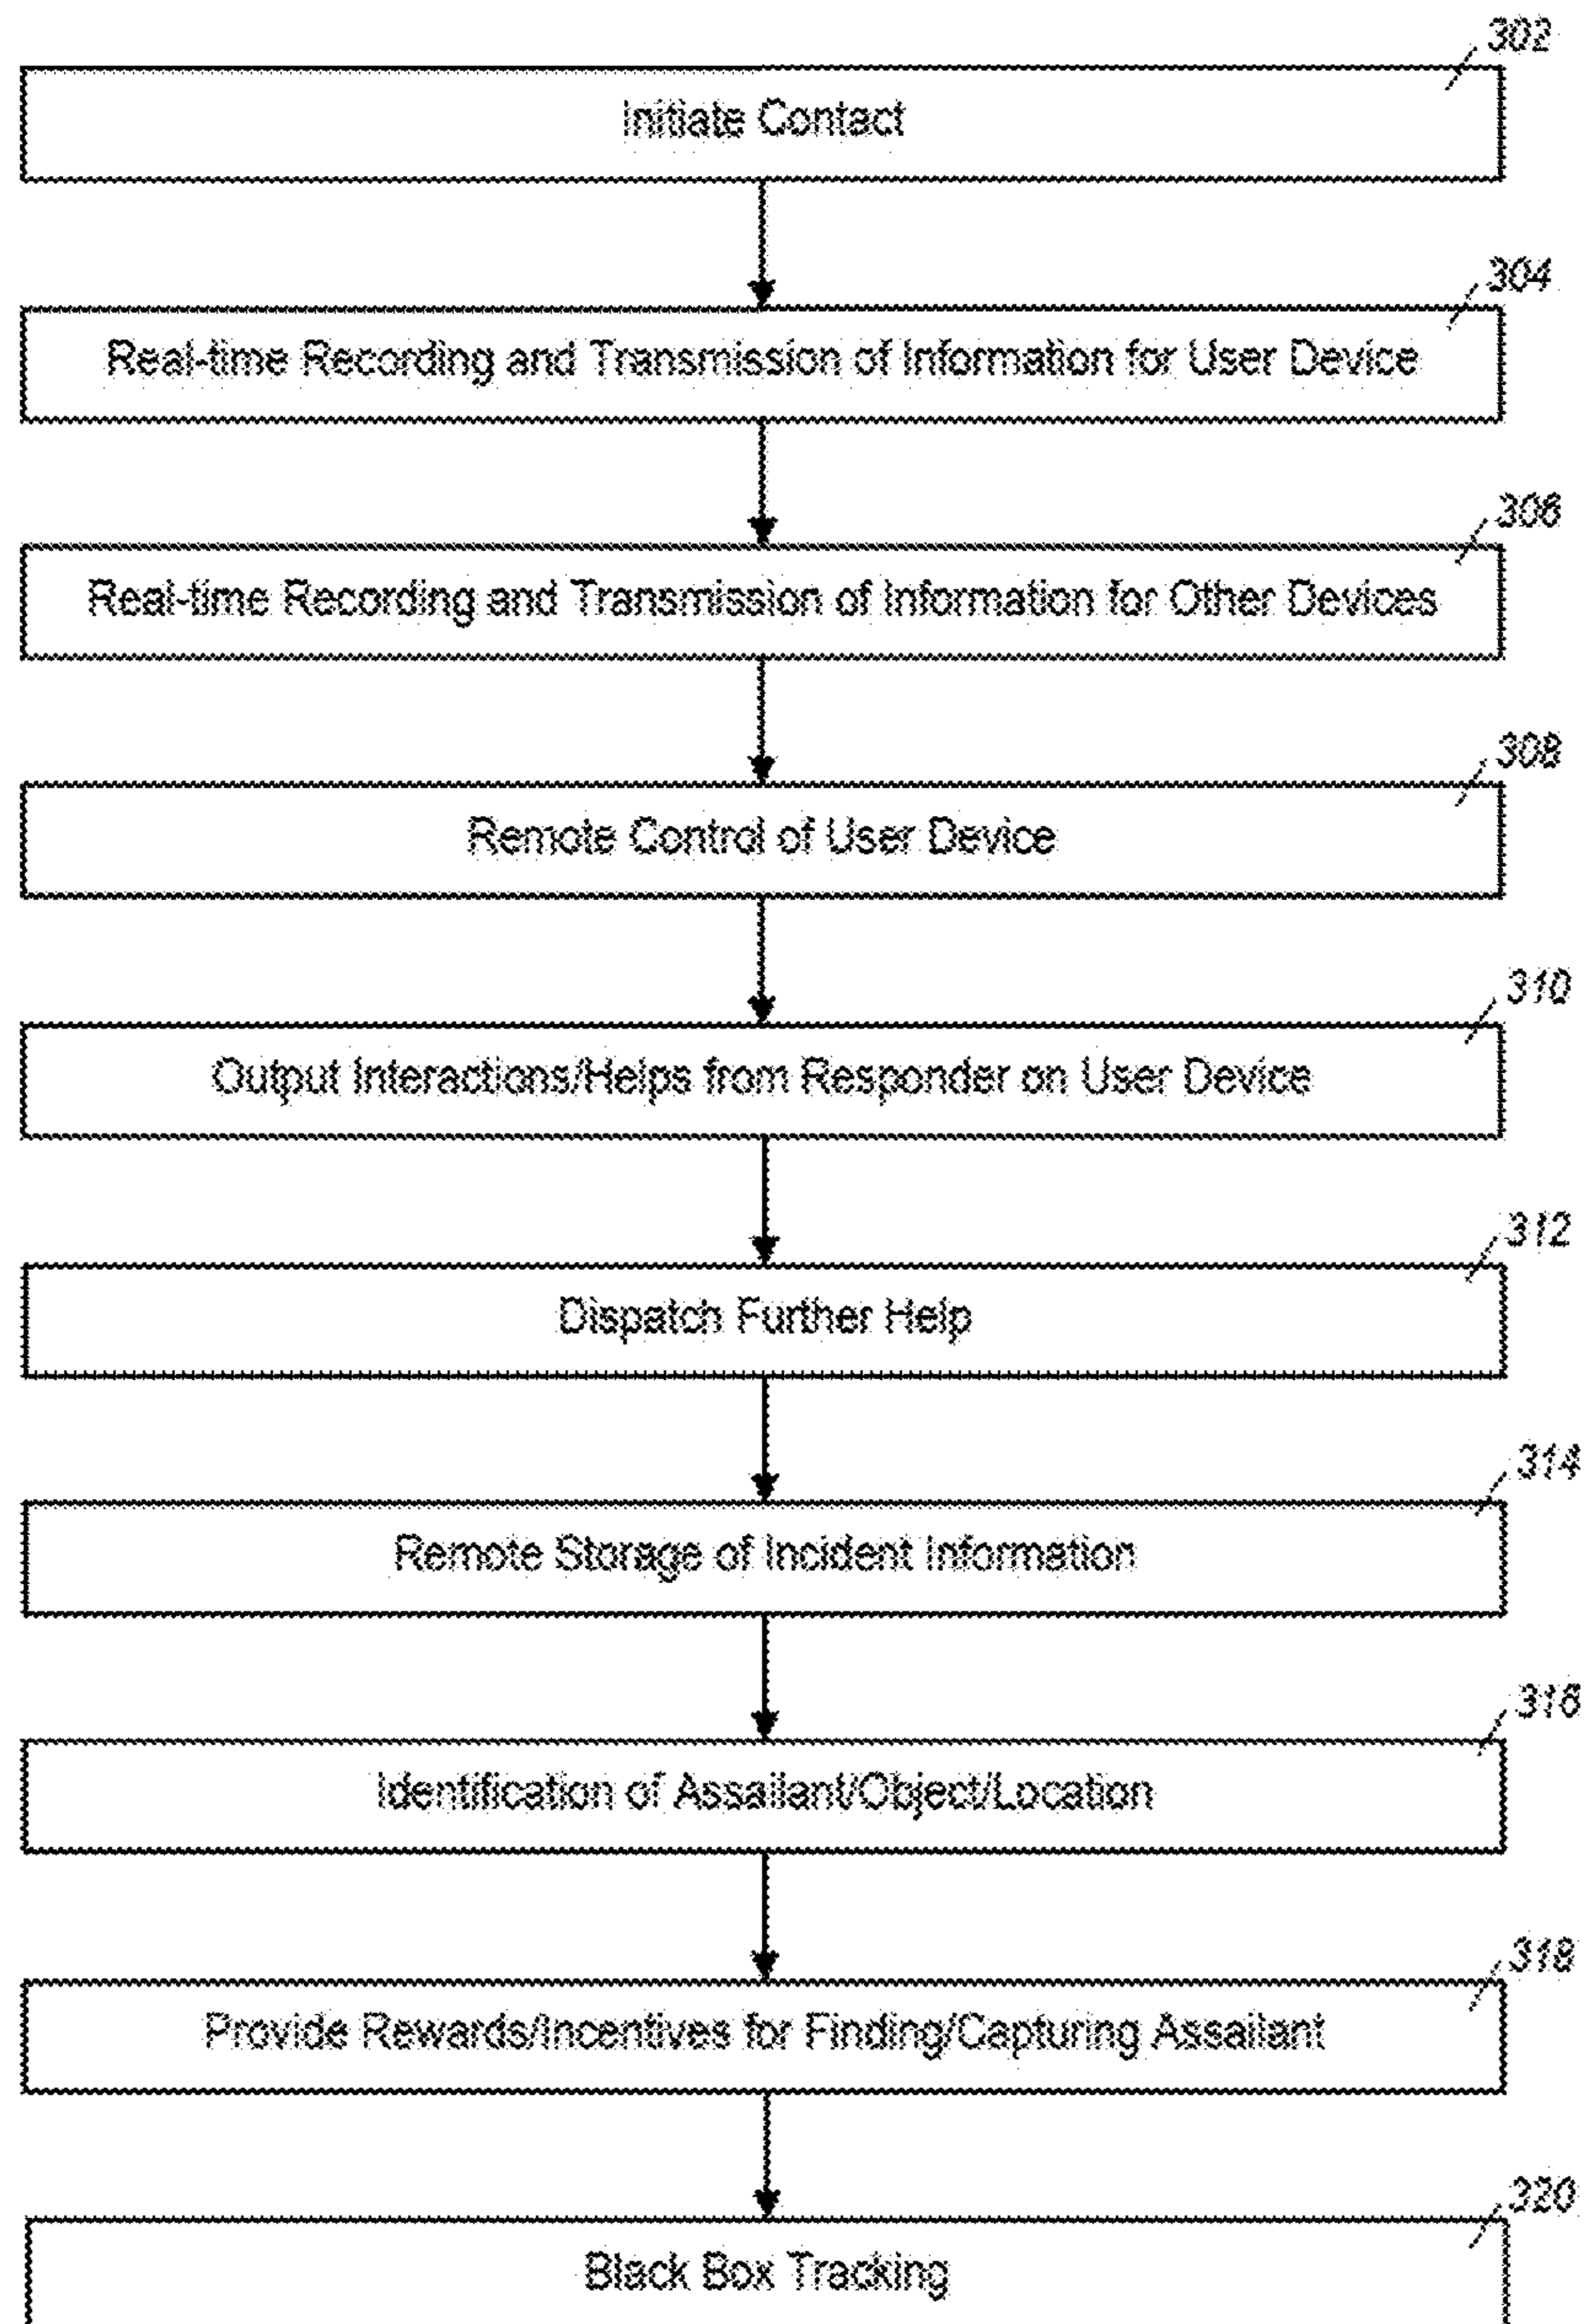 302
Initiate Contact
304
Real-time Recording and Transmission of Information for User Device
306
Real-time Recording and Transmission of Information for Other Devices
308
Remote Control of User Device
310
Output Interactions/Helps from Responder on User Device
312
Dispatch Further Help
314
Remote Storage of Incident Information
316
Identification of Assailant/Object/Location
318
Provide Rewards/Incentives for Finding/Capturing Assailant
320
Black Box Tracking